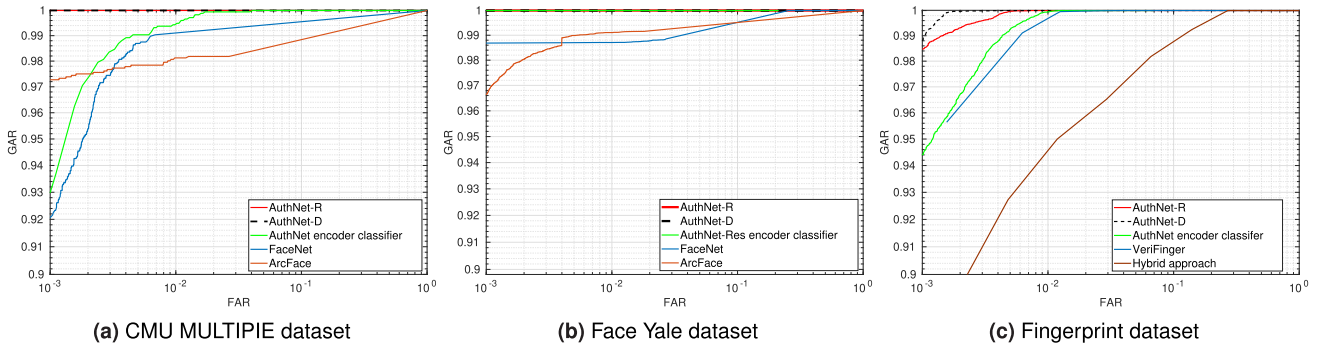 1
0.99
0.98
0.97
0.96
0.95
0.94
0.93
0.92
0.91
0.9
GAR
10-3
10-2
10-1
100
FAR
AuthNet-R
AuthNet-D
AuthNet encoder classifier
FaceNet
ArcFace
(a) CMU MULTIPIE dataset
1
0.99
0.98
0.97
0.96
0.95
0.94
0.93
0.92
0.91
0.9
GAR
10-3
10-2
10-1
100
FAR
AuthNet-R
AuthNet-D
AuthNet-Res encoder classifier
FaceNet
ArcFace
(b) Face Yale dataset
1
0.99
0.98
0.97
0.96
0.95
0.94
0.93
0.92
0.91
0.9
GAR
10-3
10-2
10-1
100
FAR
AuthNet-R
AuthNet-D
AuthNet encoder classifer
VeriFinger
Hybrid approach
(c) Fingerprint dataset